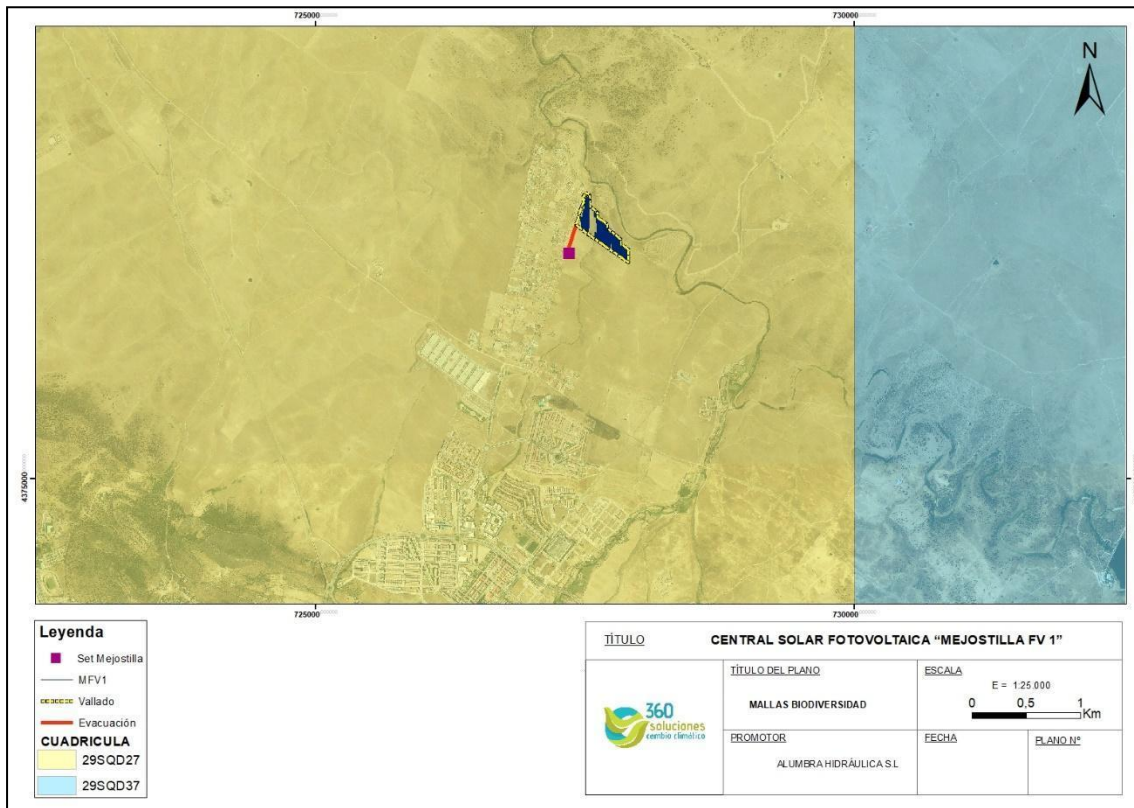 725000
730000
N
4375000
725000
730000
Leyenda
Set Mejostilla
MFV1
Vallado
Evacuación
CUADRICULA
29SQD27
29SQD37
TÍTULO
CENTRAL SOLAR FOTOVOLTAICA “MEJOSTILLA FV 1”
360
soluciones
cambio climático
TÍTULO DEL PLANO
MALLAS BIODIVERSIDAD
ESCALA
E = 1:25.000
0 0,5 1
Km
PROMOTOR
ALUMBRA HIDRÁULICA S.L
FECHA
PLANO Nº